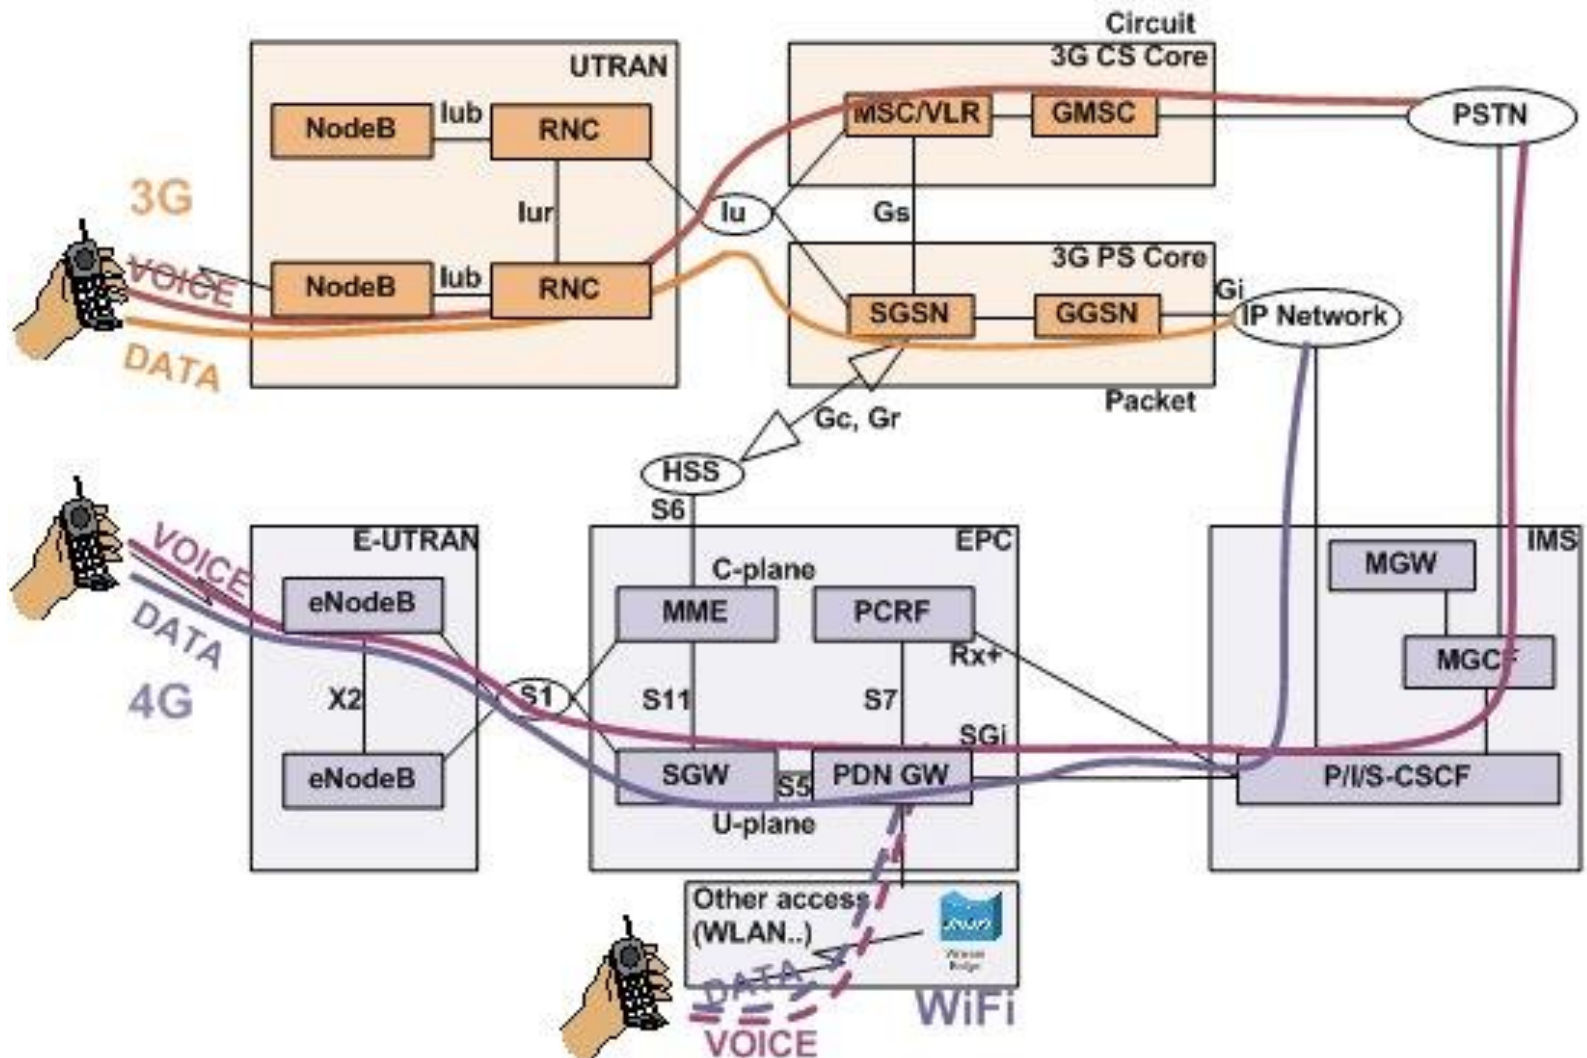 Circuit
UTRAN
3G CS Core
NodeB
Iub
RNC
MSC/VLR
GMSC
PSTN
3G
Iur
Iu
Gs
VOICE
NodeB
Iub
RNC
3G PS Core
SGSN
GGSN
Gi
IP Network
DATA
Packet
Gc, Gr
HSS
S6
VOICE
E-UTRAN
EPC
IMS
C-plane
MGW
eNodeB
MME
PCRF
DATA
Rx+
MGCF
4G
X2
S1
S11
S7
SGi
eNodeB
SGW
S5
PDN GW
P/I/S-CSCF
U-plane
Other access
(WLAN..)
DATA
WiFi
VOICE